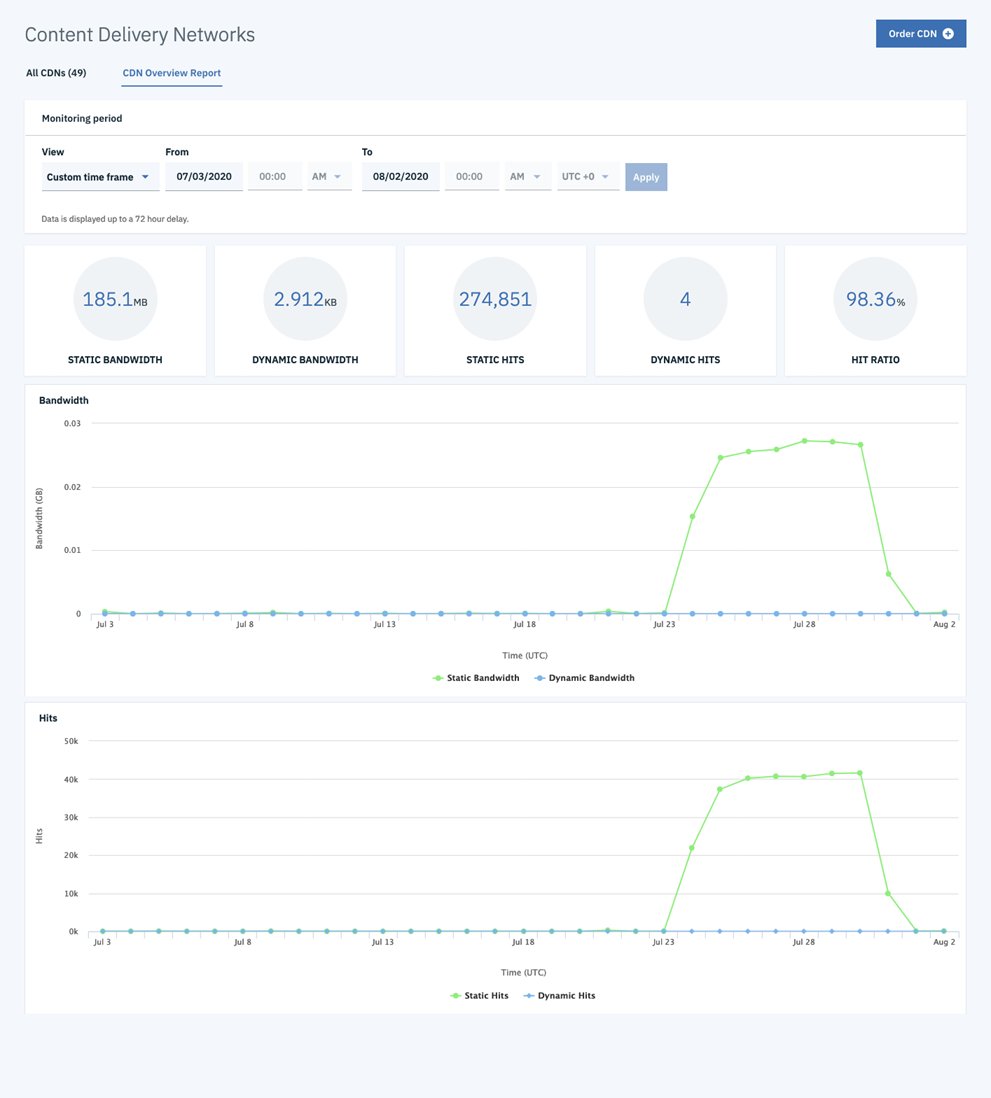 Content Delivery Networks
Order CDN
All CDNs (49) CDN Overview Report
Monitoring period
View From To
Custom time frame 07/03/2020 00:00 AM 08/02/2020 00:00 AM UTC +0 Apply
Data is displayed up to a 72 hour delay.
185.1MB 2.912KB 274,851 4 98.36%
STATIC BANDWIDTH DYNAMIC BANDWIDTH STATIC HITS DYNAMIC HITS HIT RATIO
Bandwidth
0.03
0.02
Bandwidth (GB)
0.01
0
Jul 3 Jul 8 Jul 13 Jul 18 Jul 23 Jul 28 Aug 2
Time (UTC)
Static Bandwidth Dynamic Bandwidth
Hits
50k
40k
30k
Hits
20k
10k
0k
Jul 3 Jul 8 Jul 13 Jul 18 Jul 23 Jul 28 Aug 2
Time (UTC)
Static Hits Dynamic Hits